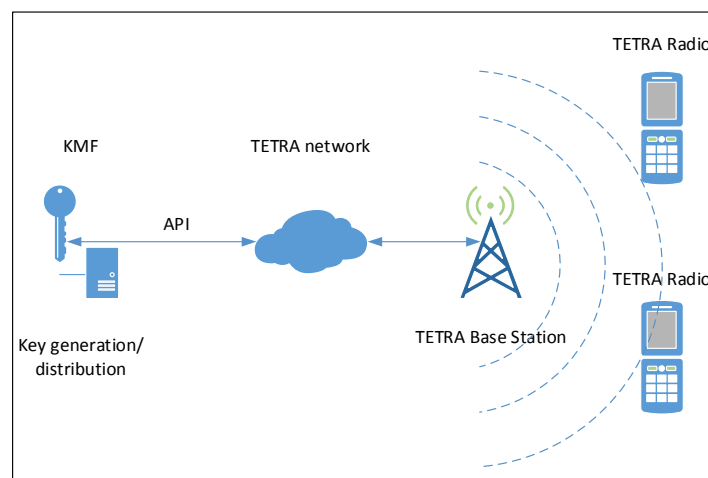 TETRA Radio
KMF
TETRA network
API
TETRA Radio
TETRA Base Station
Key generation/
distribution